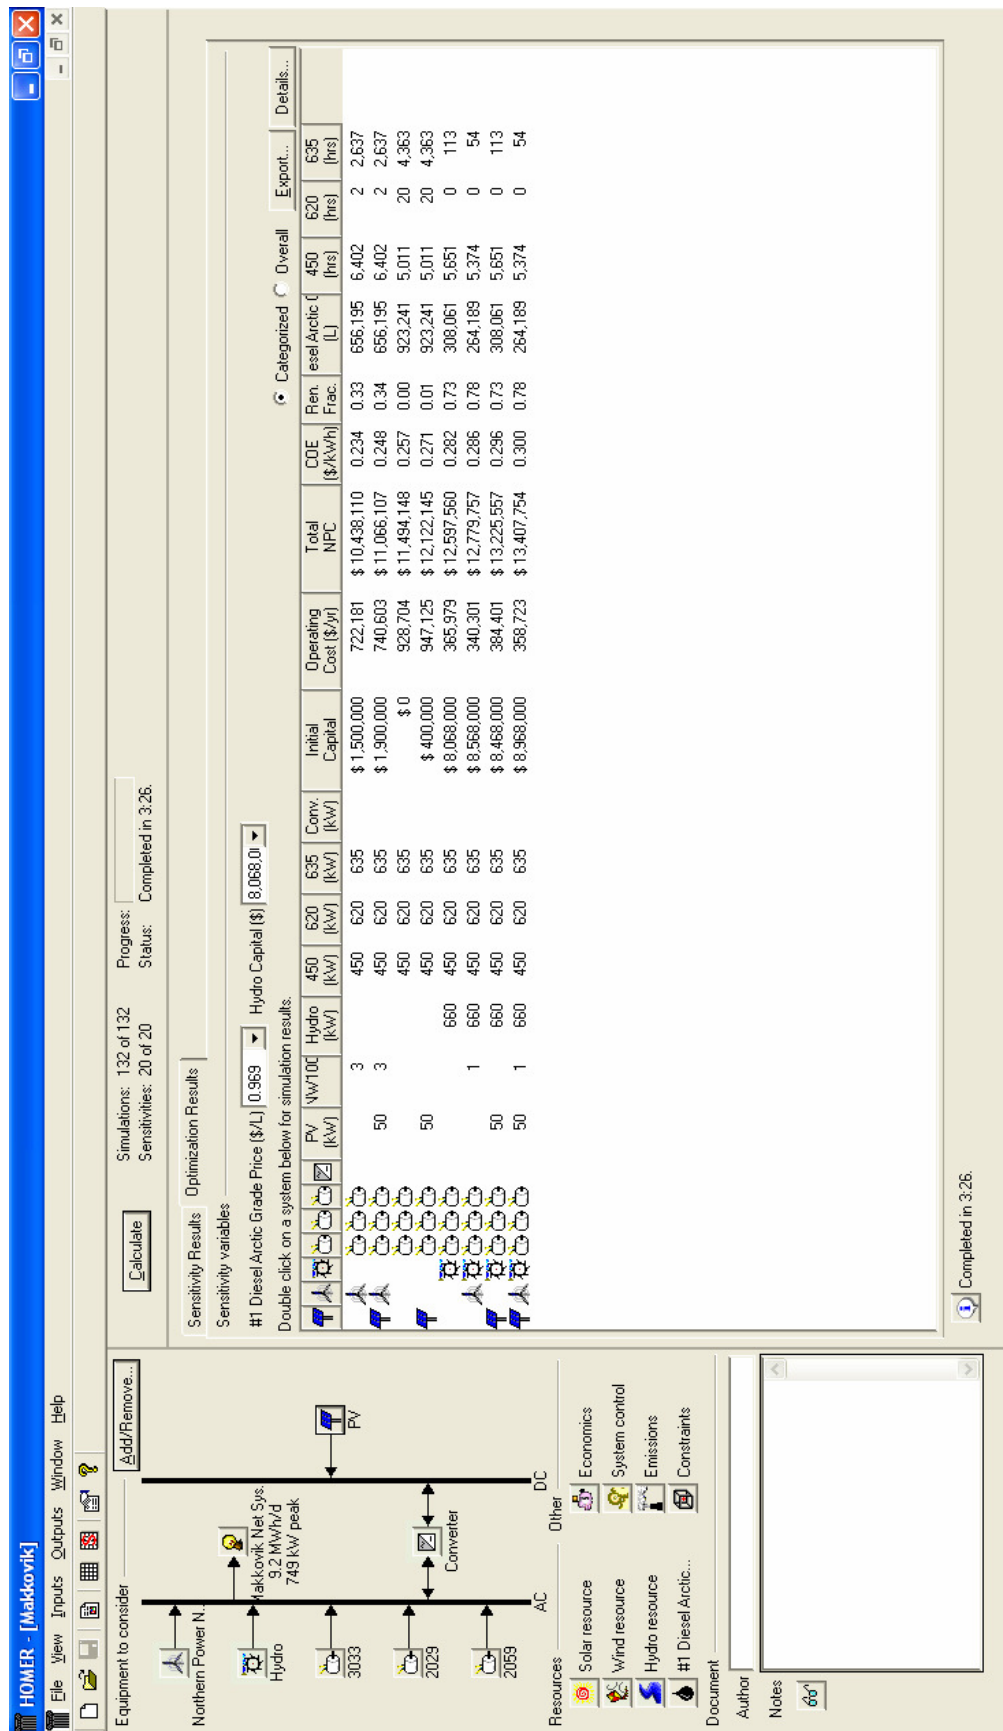 HOMER - [Makkovik]
File View Inputs Outputs Window Help
Equipment to consider
Add/Remove...
Northern Power N...
Hydro
3033
2029
2059
Makkovik Net Sys.
9.2 MWh/d
749 kW peak
Converter
PV
AC
DC
Resources
Other
Solar resource
Economics
Wind resource
System control
Hydro resource
Emissions
#1 Diesel Arctic...
Constraints
Document
Author
Notes
Calculate
Simulations: 132 of 132
Progress:
Sensitivities: 20 of 20
Status: Completed in 3:26.
Sensitivity Results
Optimization Results
Sensitivity variables
#1 Diesel Arctic Grade Price ($/L) 0.969 Hydro Capital ($) 8,068,0
Double click on a system below for simulation results.
Categorized Overall
Export...
Details...
PV (kW) NW100 Hydro (kW) 450 (kW) 620 (kW) 635 (kW) Conv. (kW) Initial Capital Operating Cost ($/yr) Total NPC COE ($/kWh) Ren. Frac. esel Arctic (L) 450 (hrs) 620 (hrs) 635 (hrs)
3 450 620 635 $ 1,500,000 722,181 $ 10,438,110 0.234 0.33 656,195 6,402 2 2,637
50 3 450 620 635 $ 1,900,000 740,603 $ 11,066,107 0.248 0.34 656,195 6,402 2 2,637
450 620 635 $ 0 928,704 $ 11,494,148 0.257 0.00 923,241 5,011 20 4,363
50 450 620 635 $ 400,000 947,125 $ 12,122,145 0.271 0.01 923,241 5,011 20 4,363
660 450 620 635 $ 8,068,000 365,979 $ 12,597,560 0.282 0.73 308,061 5,651 0 113
1 660 450 620 635 $ 8,568,000 340,301 $ 12,779,757 0.286 0.78 264,189 5,374 0 54
50 660 450 620 635 $ 8,468,000 384,401 $ 13,225,557 0.296 0.73 308,061 5,651 0 113
50 1 660 450 620 635 $ 8,968,000 358,723 $ 13,407,754 0.300 0.78 264,189 5,374 0 54
Completed in 3:26.